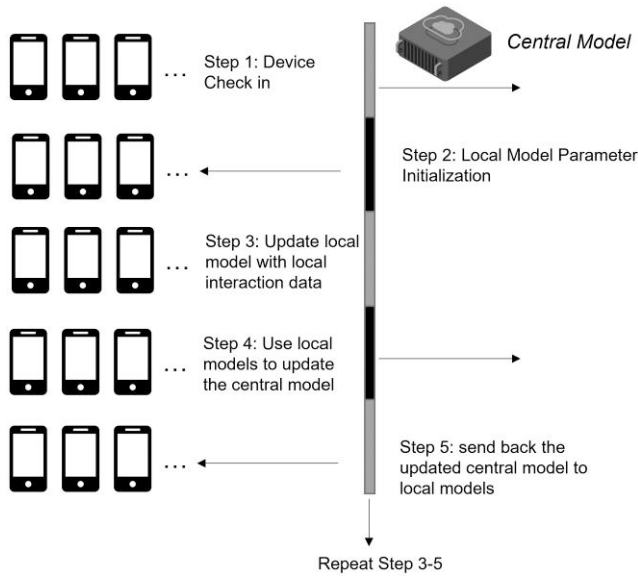 Central Model
... Step 1: Device
Check in
...
Step 2: Local Model Parameter
Initialization
Step 3: Update local
... model with local
interaction data
Step 4: Use local
... models to update
the central model
...
Step 5: send back the
updated central model to
local models
Repeat Step 3-5